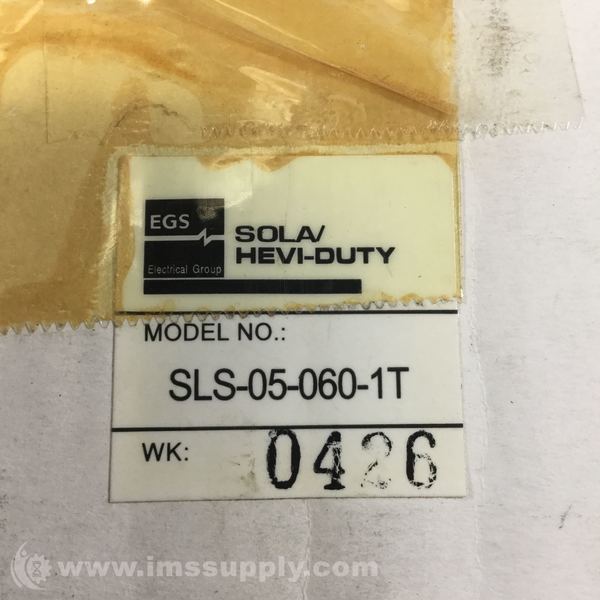 EGS
Electrical Group
SOLA/
HEVI-DUTY
MODEL NO.:
SLS-05-060-1T
WK: 0426
www.imssupply.com